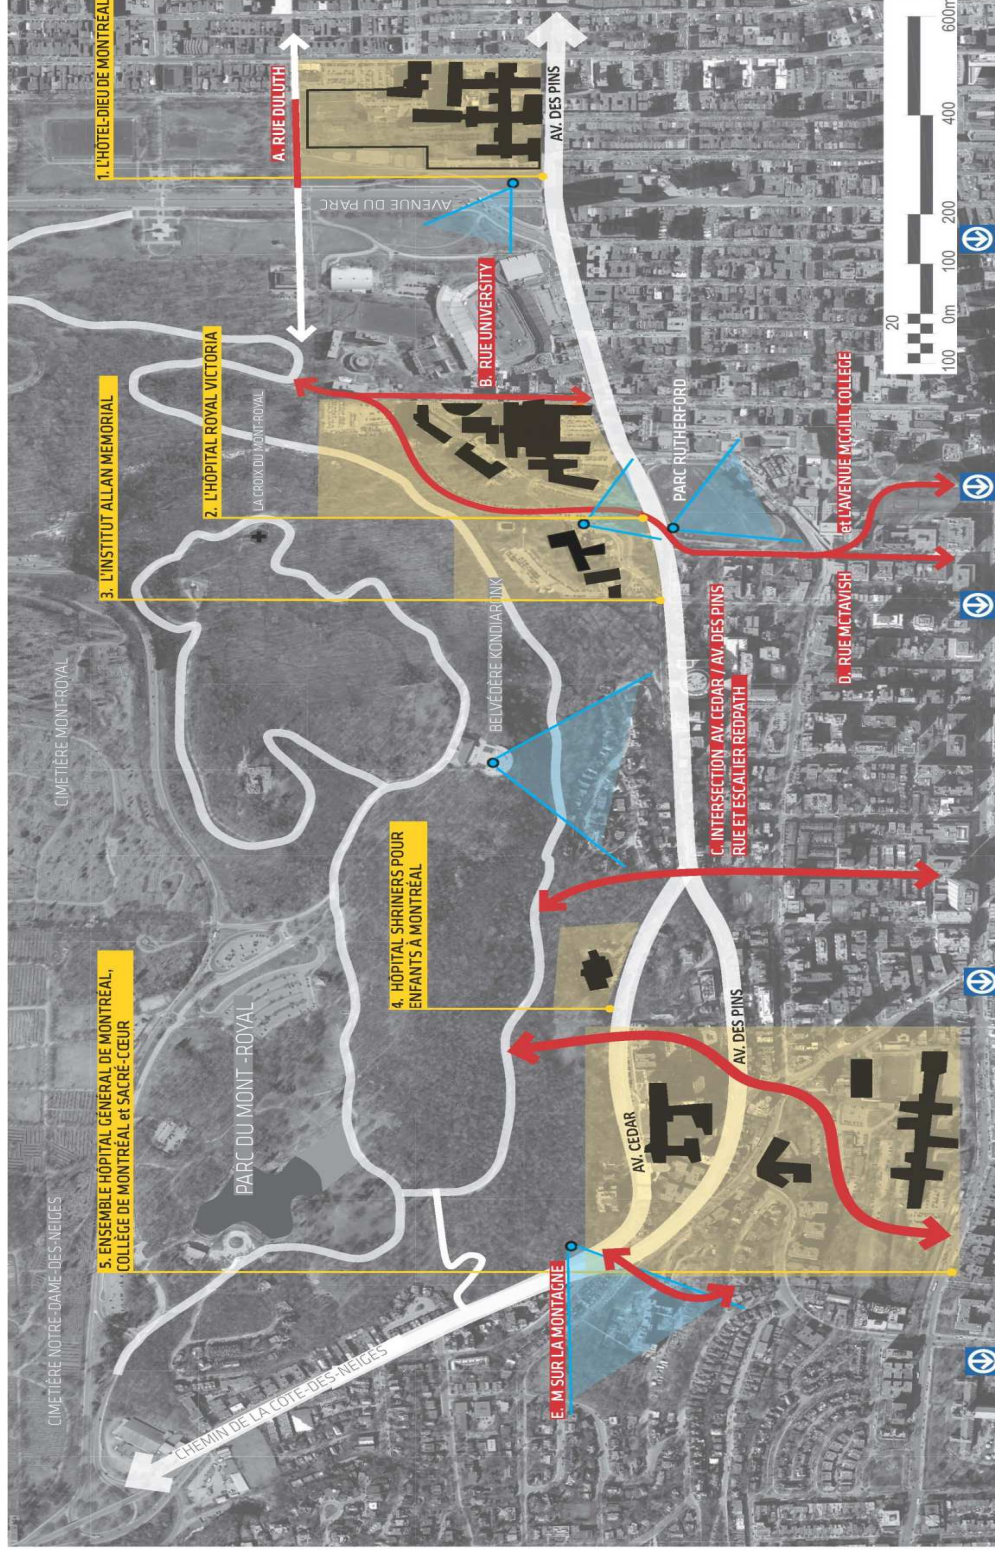 CIMETIÈRE NOTRE-DAME-DES-NEIGES
CIMETIÈRE MONT-ROYAL
5. ENSEMBLE HÔPITAL GÉNÉRAL DE MONTRÉAL,
COLLÈGE DE MONTRÉAL et SACRÉ-CŒUR
3. L'INSTITUT ALLAN MEMORIAL
1. L'HÔTEL-DIEU DE MONTRÉAL
2. L'HÔPITAL ROYAL VICTORIA
PARC DU MONT-ROYAL
LA CROIX DU MONT-ROYAL
A. RUE DULUTH
AVENUE DU PARC
4. HÔPITAL SHRINERS POUR
ENFANTS À MONTRÉAL
BELVÉDÈRE KONDIARONK
B. RUE UNIVERSITY
CHEMIN DE LA CÔTE-DES-NEIGES
E. M SUR LA MONTAGNE
AV. CEDAR
AV. DES PINS
AV. DES PINS
PARC RUTHERFORD
C. INTERSECTION AV. CEDAR / AV. DES PINS
RUE ET ESCALIER REDPATH
D. RUE MCTAVISH
et L'AVENUE MCGILL COLLEGE
20
100 0m 100 200 400 600m